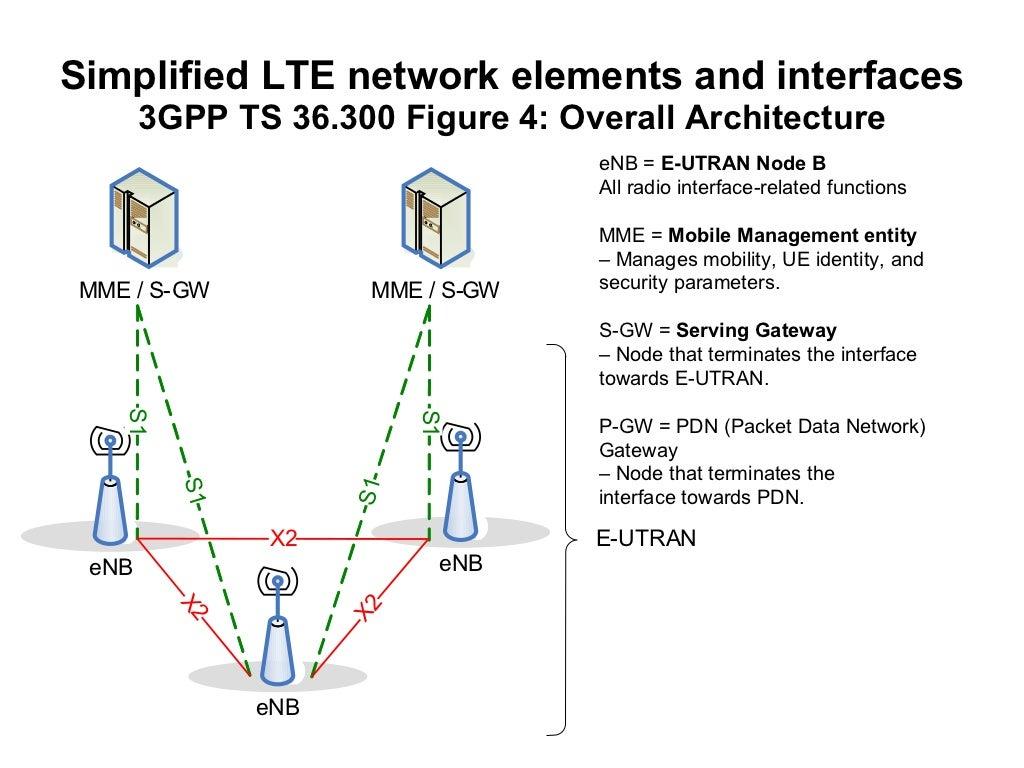 Simplified LTE network elements and interfaces
3GPP TS 36.300 Figure 4: Overall Architecture
eNB = E-UTRAN Node B
All radio interface-related functions
MME = Mobile Management entity
– Manages mobility, UE identity, and
security parameters.
S-GW = Serving Gateway
– Node that terminates the interface
towards E-UTRAN.
P-GW = PDN (Packet Data Network)
Gateway
– Node that terminates the
interface towards PDN.
E-UTRAN
MME / S-GW
MME / S-GW
S1
S1
S1
S1
X2
eNB
eNB
X2
X2
eNB